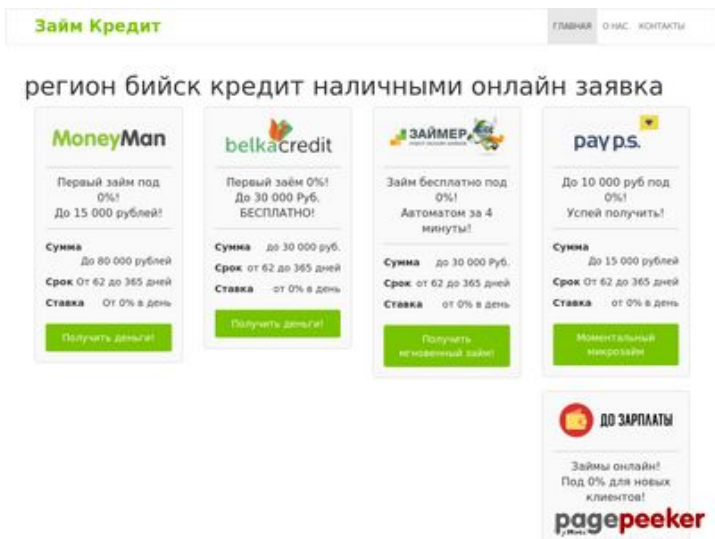 Займ Кредит
ГЛАВНАЯ О НАС КОНТАКТЫ
регион бийск кредит наличными онлайн заявка
MoneyMan
Первый займ под
0%!
До 15 000 рублей!
Сумма
До 80 000 рублей
Срок От 62 до 365 дней
Ставка От 0% в день
Получить деньги!
belkacredit
Первый заём 0%!
До 30 000 Руб.
БЕСПЛАТНО!
Сумма до 30 000 руб.
Срок от 62 до 365 дней
Ставка от 0% в день
Получить деньги!
ЗАЙМЕР
Займ бесплатно под
0%!
Автоматом за 4
минуты!
Сумма до 30 000 Руб.
Срок от 62 до 365 дней
Ставка от 0% в день
Получить
мгновенный займ!
pay p.s.
До 10 000 руб под
0%!
Успей получить!
Сумма
До 15 000 рублей
Срок От 62 до 365 дней
Ставка от 0% в день
Моментальный
микрозайм
ДО ЗАРПЛАТЫ
Займы онлайн!
Под 0% для новых
клиентов!
pagepeeker